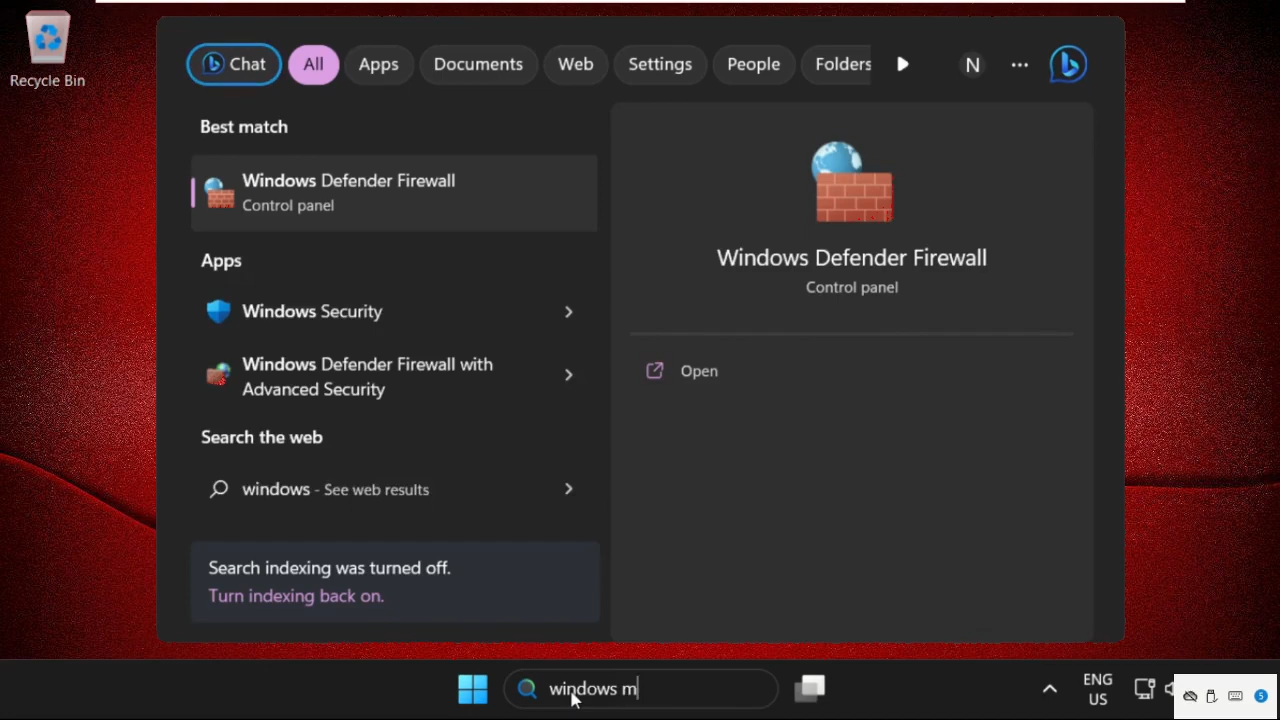 Recycle Bin
Chat
All
Apps
Documents
Web
Settings
People
Folders
N
Best match
Windows Defender Firewall
Control panel
Apps
Windows Security
Windows Defender Firewall with
Advanced Security
Search the web
windows - See web results
Search indexing was turned off.
Turn indexing back on.
Windows Defender Firewall
Control panel
Open
windows m
ENG
US
5